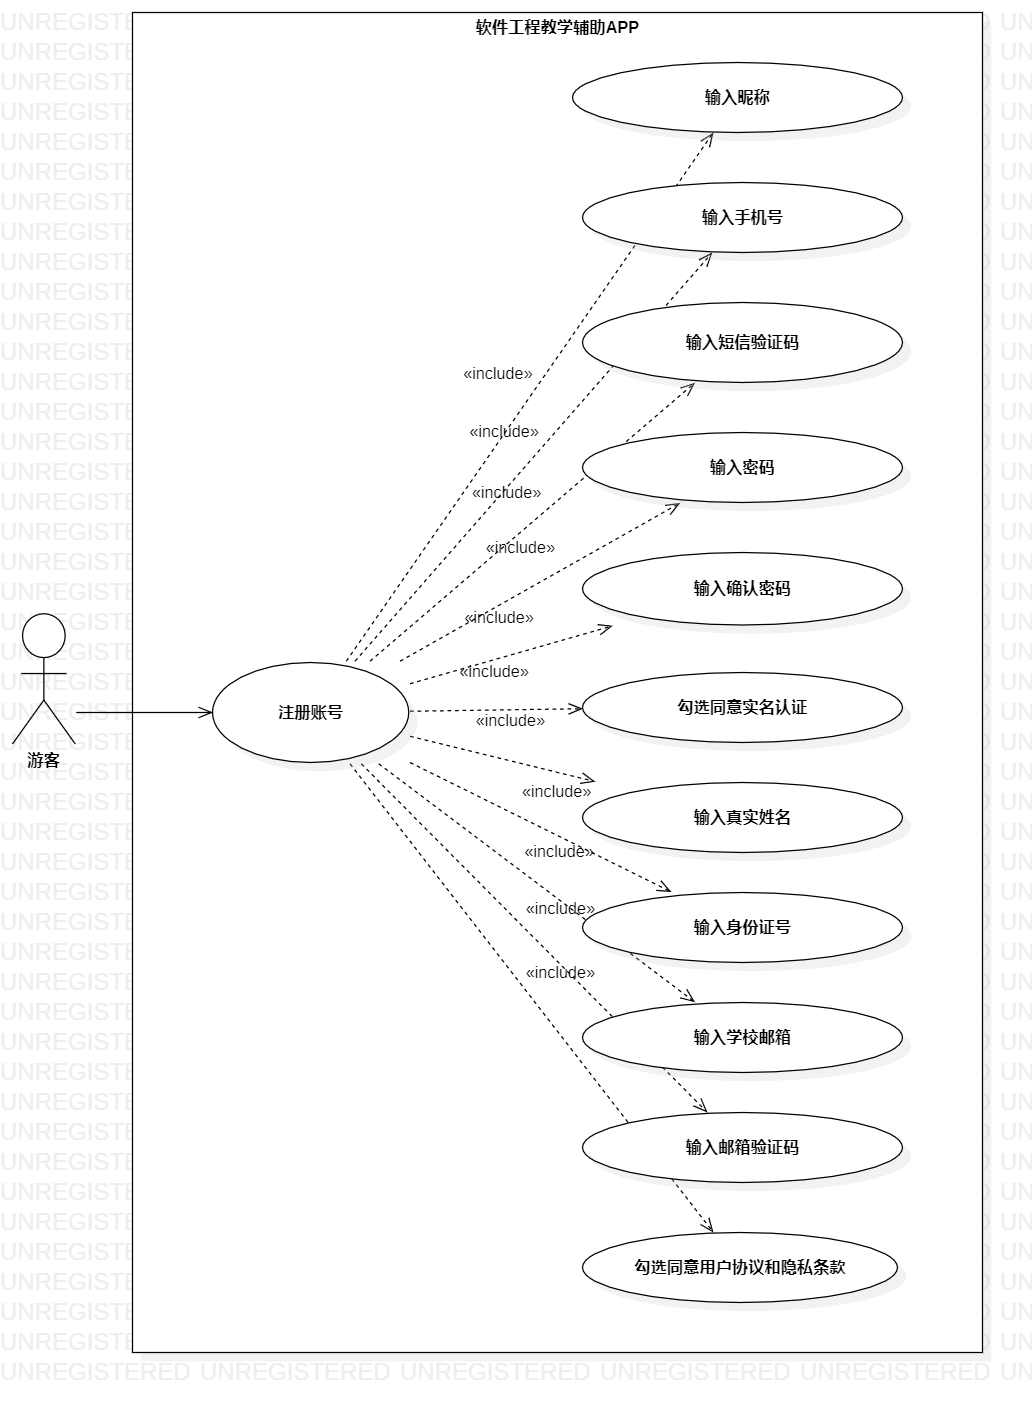 软件工程教学辅助APP
输入昵称
输入手机号
输入短信验证码
«include»
«include»
输入密码
«include»
«include»
输入确认密码
«include»
«include»
勾选同意实名认证
注册账号
«include»
游客
«include»
输入真实姓名
«include»
«include»
输入身份证号
«include»
输入学校邮箱
输入邮箱验证码
勾选同意用户协议和隐私条款
UNREGISTERED UNREGISTERED UNREGISTERED UNREGISTERED UNREGISTERED UN